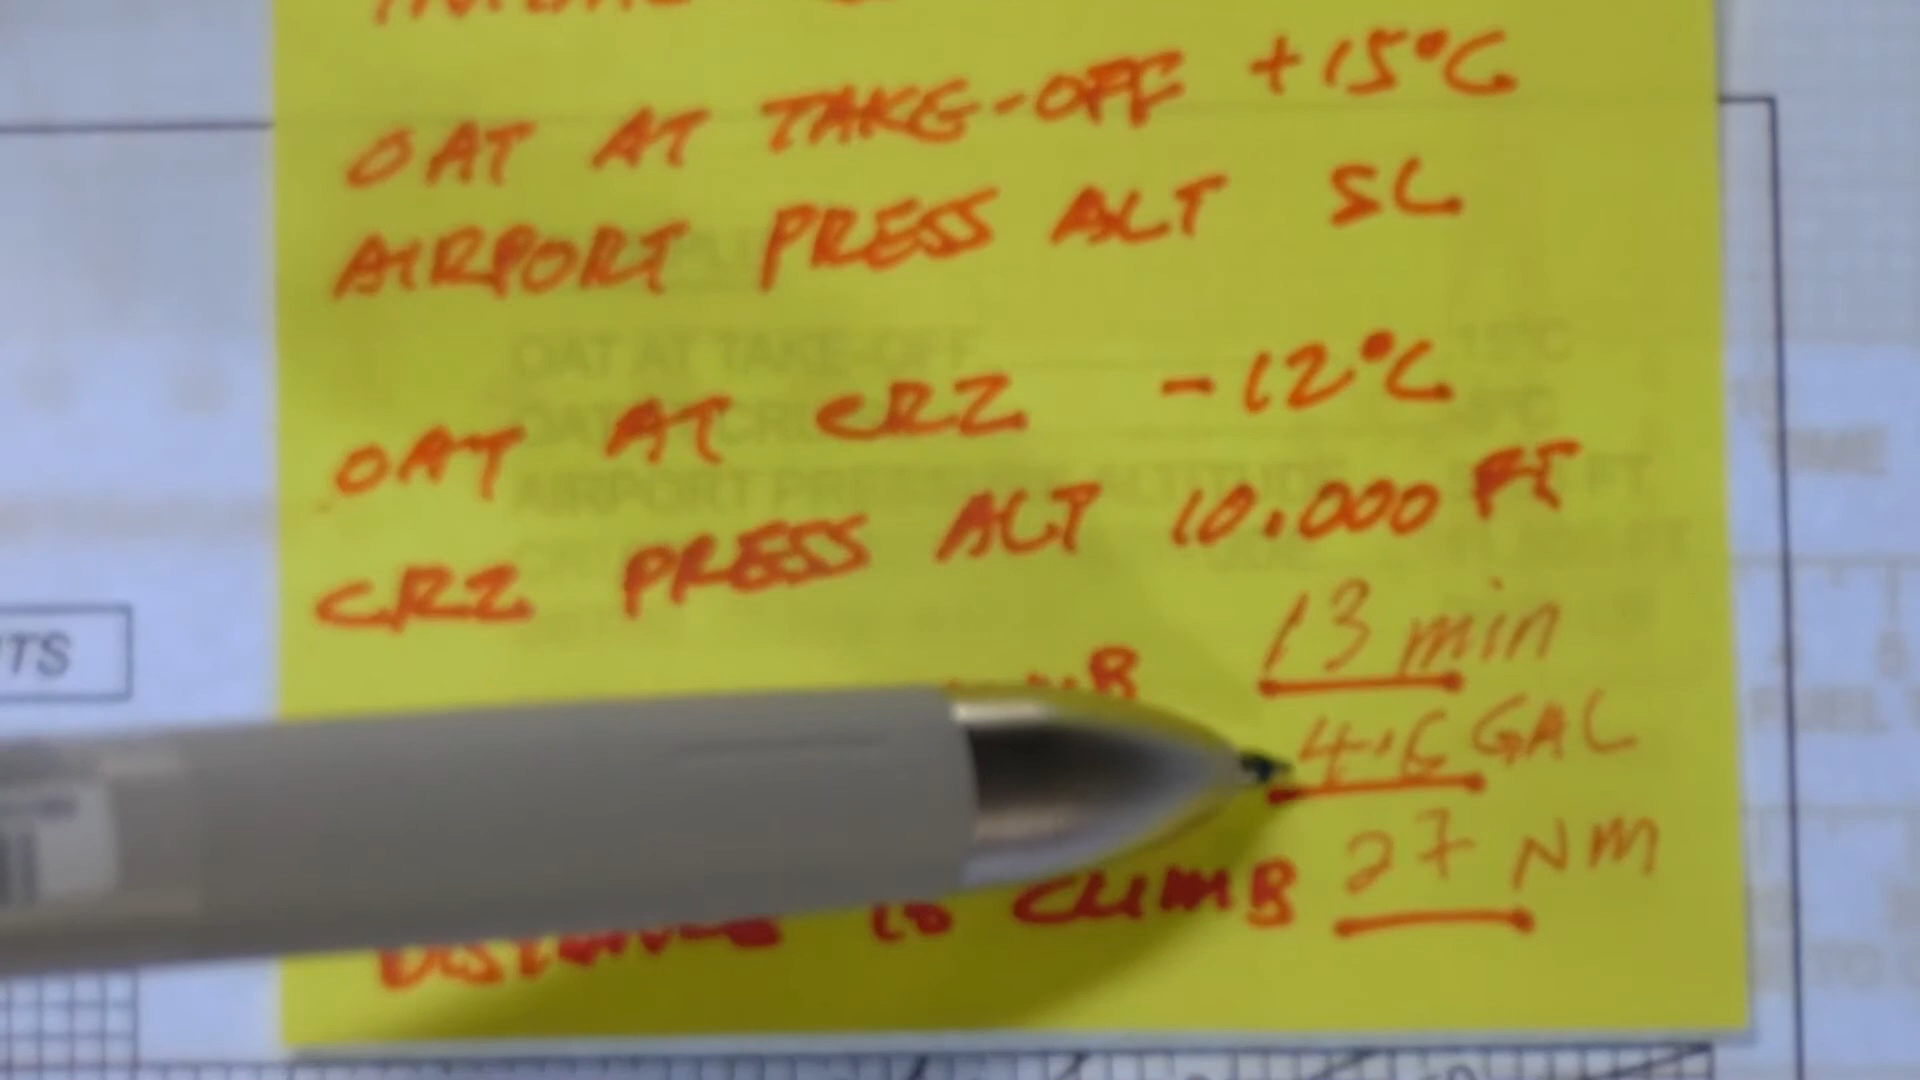 OAT AT TAKE-OFF +15°C
AIRPORT PRESS ALT SL
OAT AT CRZ -12°C
CRZ PRESS ALT 10.000 FT
13 min
4.6 GAL
TO CLIMB 27 NM